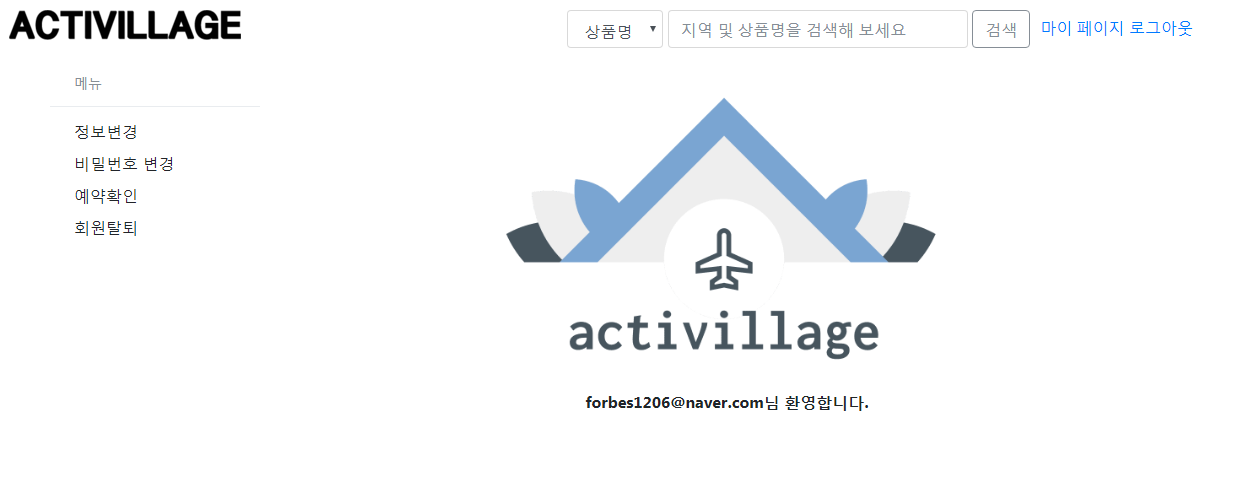 ACTIVILLAGE
상품명 지역 및 상품명을 검색해 보세요 검색 마이 페이지 로그아웃
메뉴
정보변경
비밀번호 변경
예약확인
회원탈퇴
activillage
forbes1206@naver.com님 환영합니다.